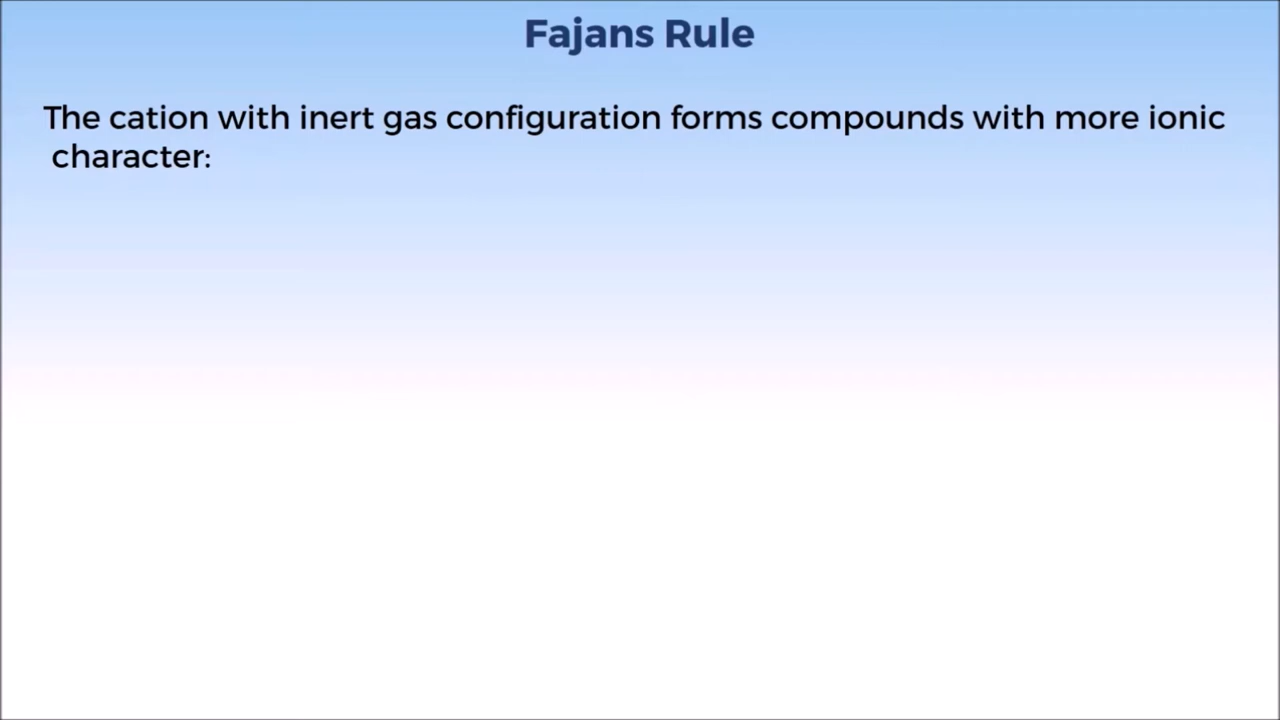 Fajans Rule
The cation with inert gas configuration forms compounds with more ionic
character: